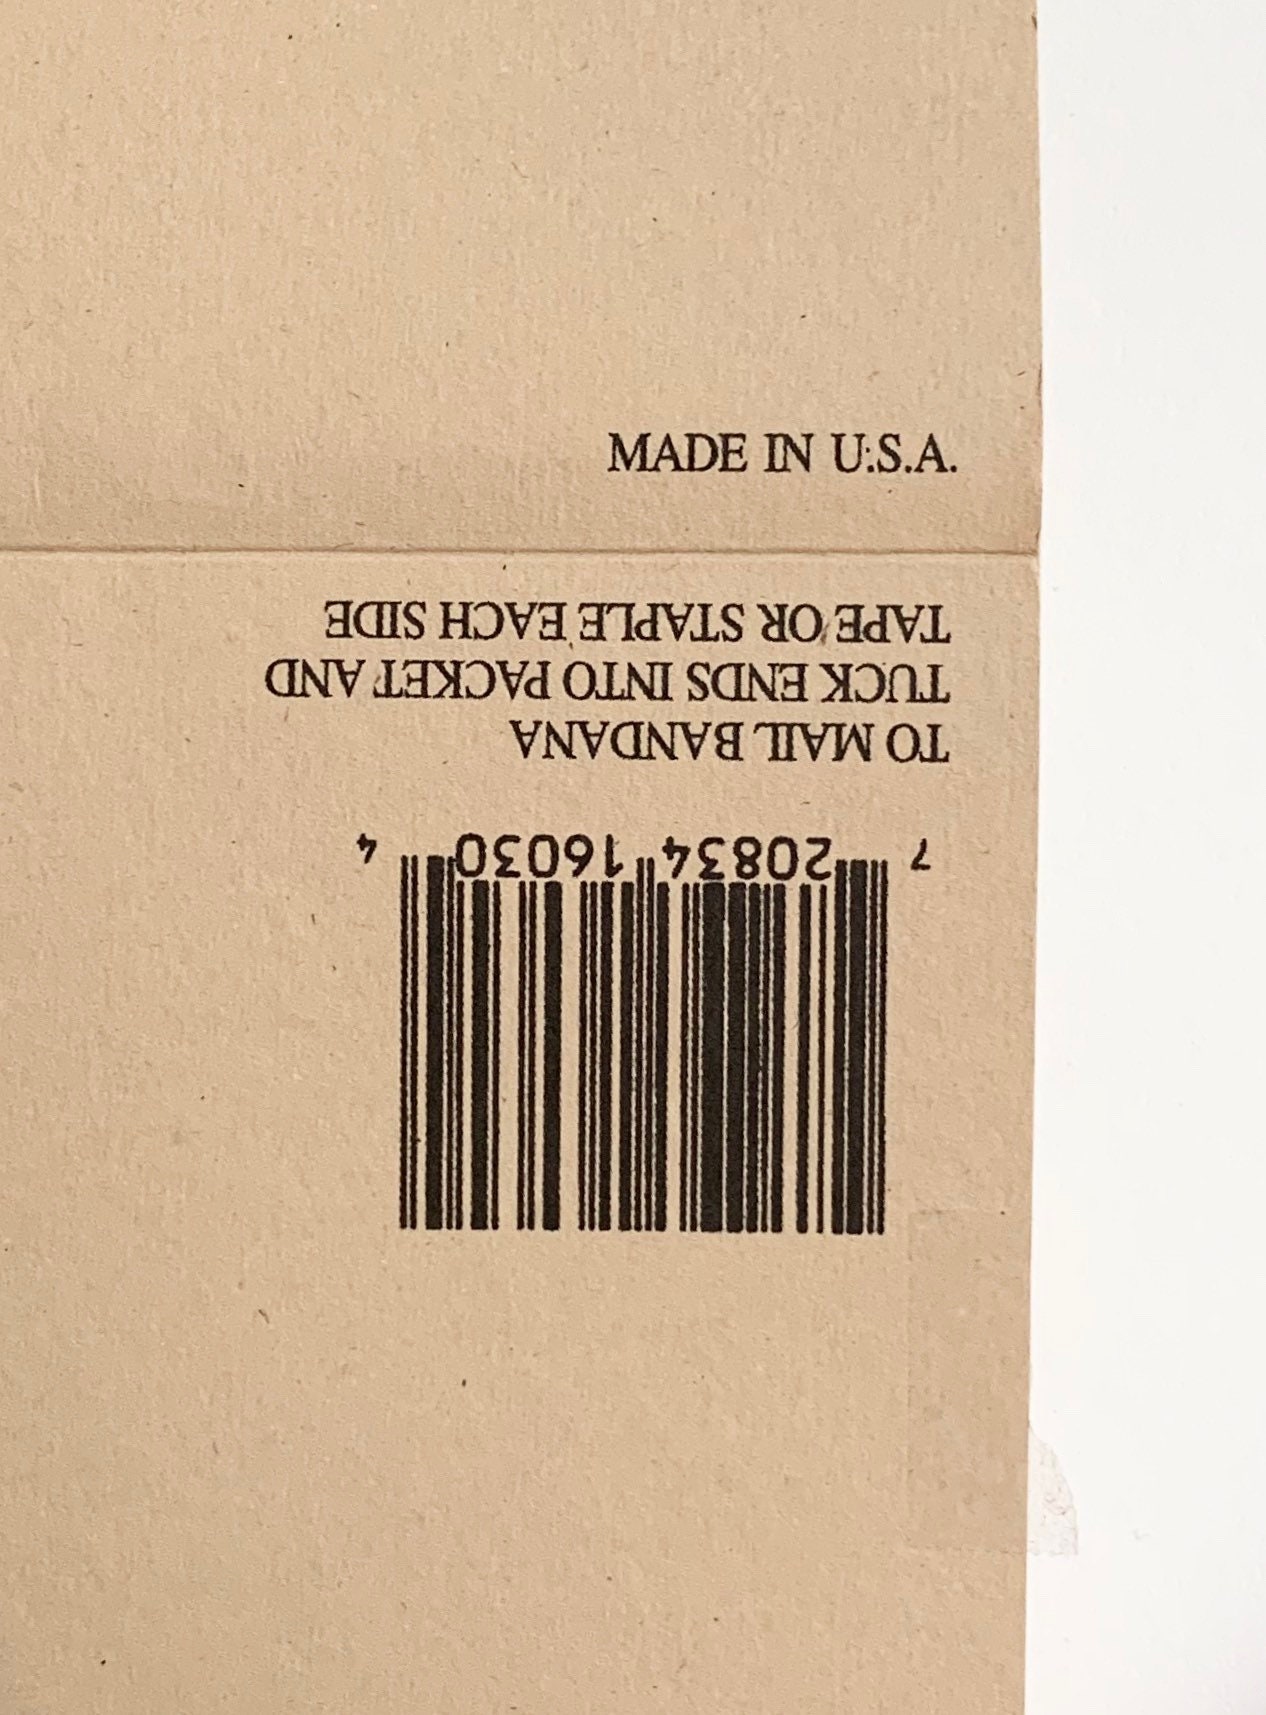 MADE IN U.S.A.
TO MAIL BANDANA
TUCK ENDS INTO PACKET AND
TAPE OR STAPLE EACH SIDE
7 20834 16030 4